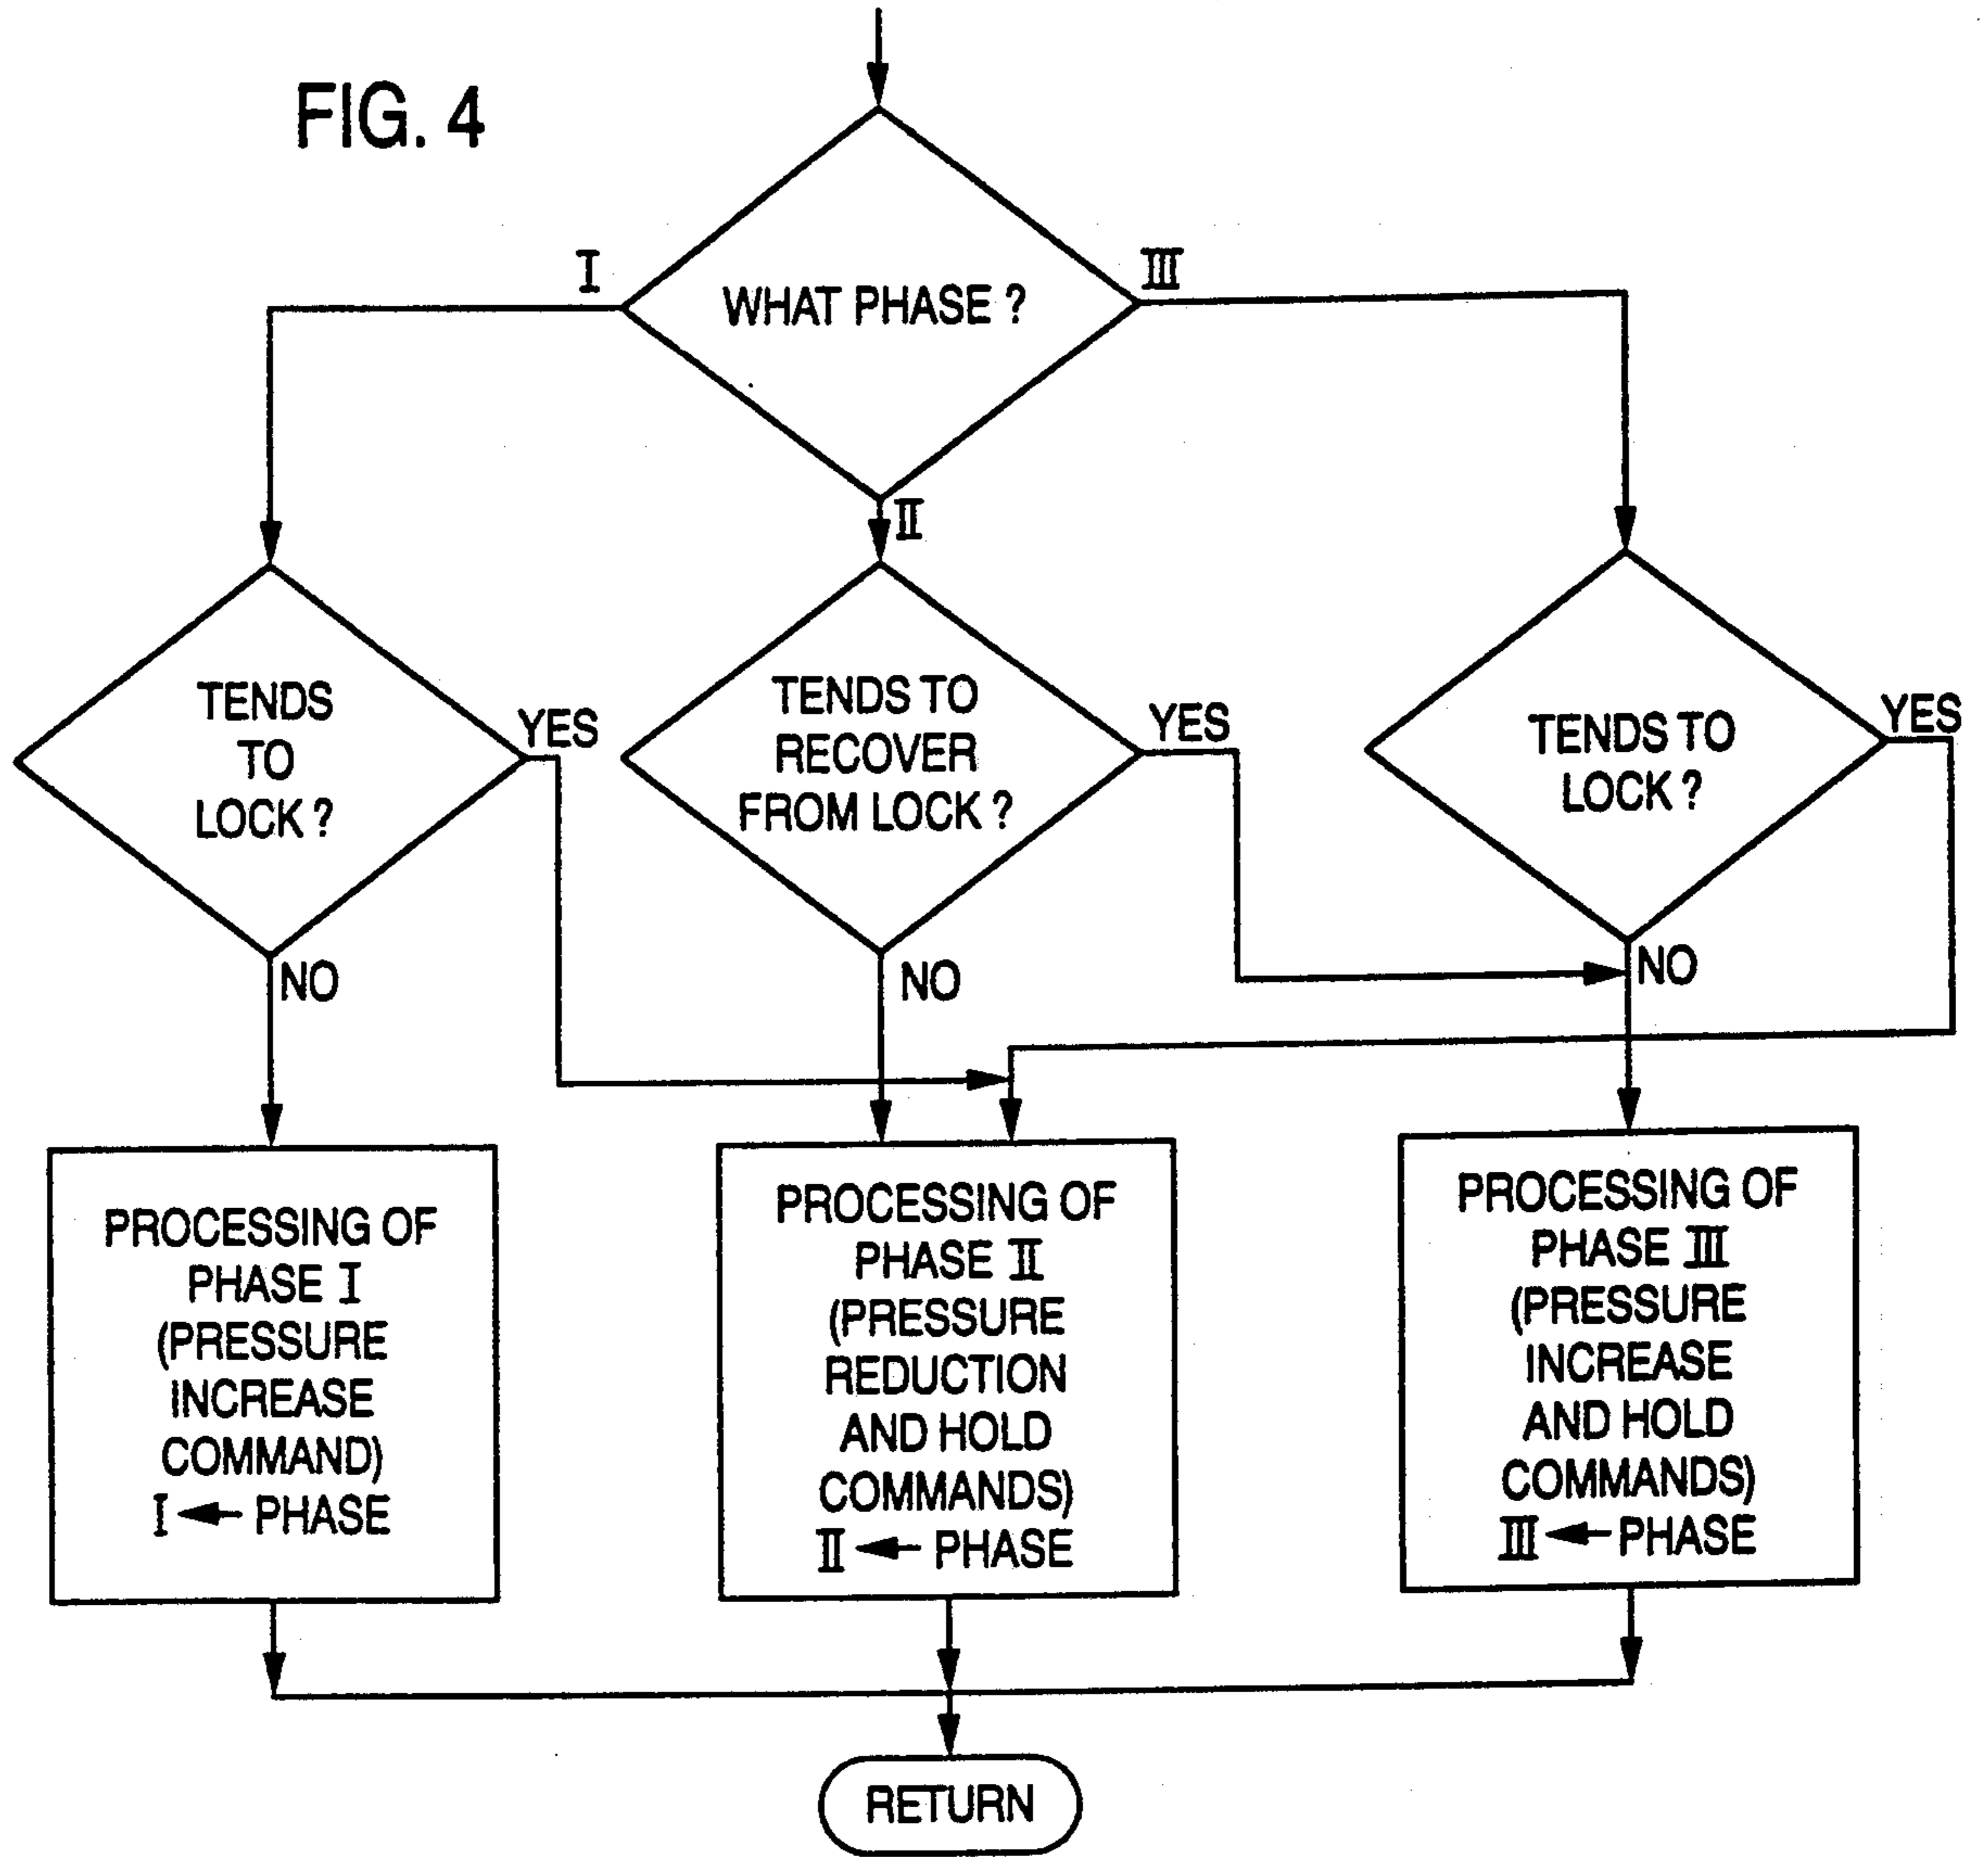 FIG. 4
WHAT PHASE ?
I
III
II
TENDS
TO
LOCK ?
YES
NO
TENDS TO
RECOVER
FROM LOCK ?
YES
NO
TENDS TO
LOCK ?
YES
NO
PROCESSING OF
PHASE I
(PRESSURE
INCREASE
COMMAND)
I ← PHASE
PROCESSING OF
PHASE II
(PRESSURE
REDUCTION
AND HOLD
COMMANDS)
II ← PHASE
PROCESSING OF
PHASE III
(PRESSURE
INCREASE
AND HOLD
COMMANDS)
III ← PHASE
RETURN